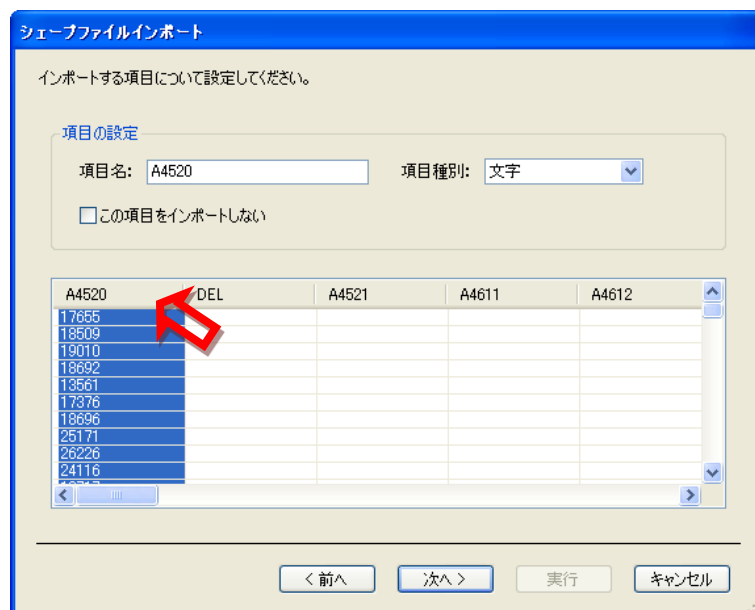 シェープファイルインポート
インポートする項目について設定してください。
項目の設定
項目名: A4520 項目種別: 文字
この項目をインポートしない
A4520 DEL A4521 A4611 A4612
17655
18509
19010
18692
13561
17376
18696
25171
26226
24116
< 前へ 次へ > 実行 キャンセル